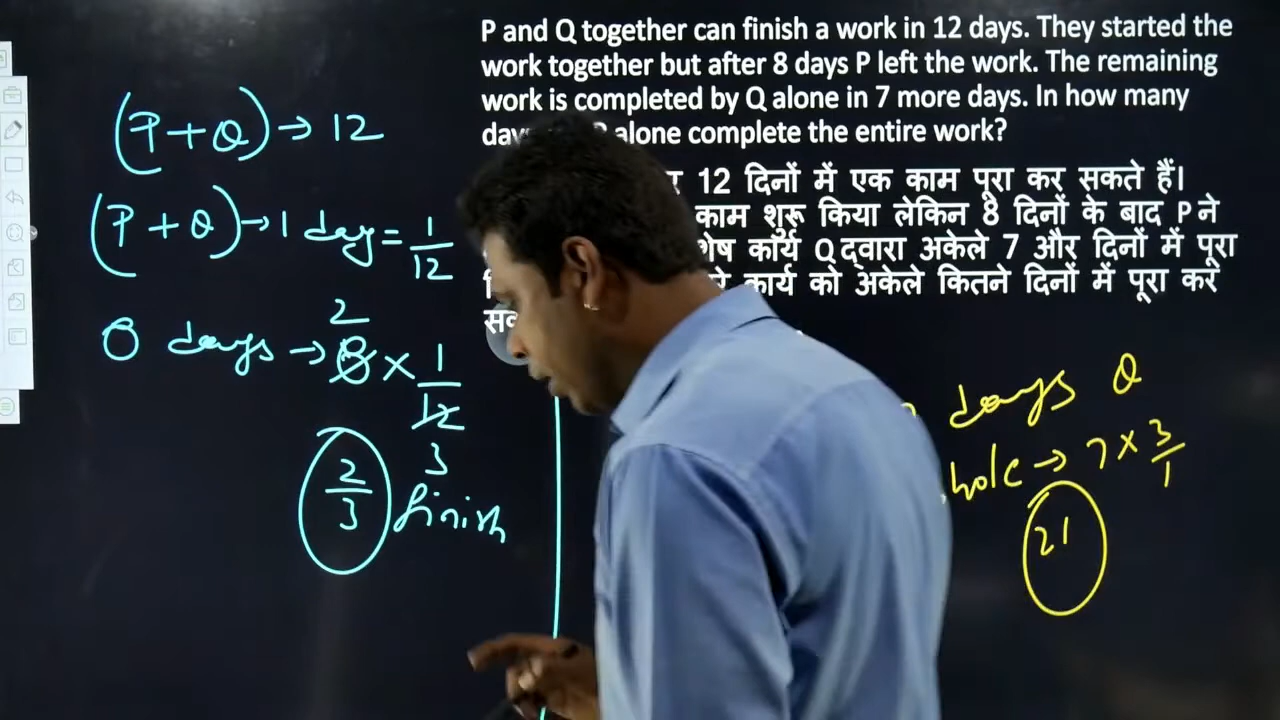 P and Q together can finish a work in 12 days. They started the
work together but after 8 days P left the work. The remaining
work is completed by Q alone in 7 more days. In how many
alone complete the entire work?
12 दिनों में एक काम पूरा कर सकते हैं।
काम शुरू किया लेकिन 8 दिनों के बाद P ने
कार्य Q द्वारा अकेले 7 और दिनों में पूरा
कार्य को अकेले कितने दिनों में पूरा कर
(P+Q) → 12
(P+Q) → 1 day = 1/12
8 days → 8 × 1/12
2
3
2/3 finish
days Q
→ 7 × 3/1
21